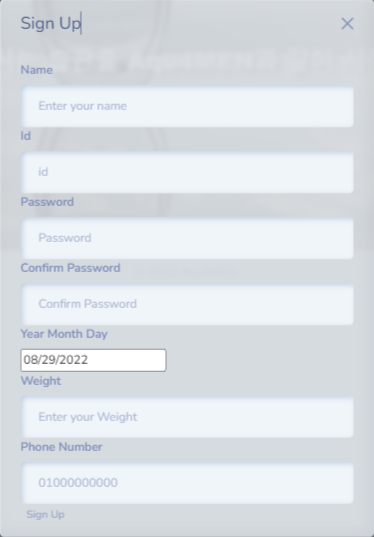 Sign Up
Name
Enter your name
Id
id
Password
Password
Confirm Password
Confirm Password
Year Month Day
08/29/2022
Weight
Enter your Weight
Phone Number
01000000000
Sign Up